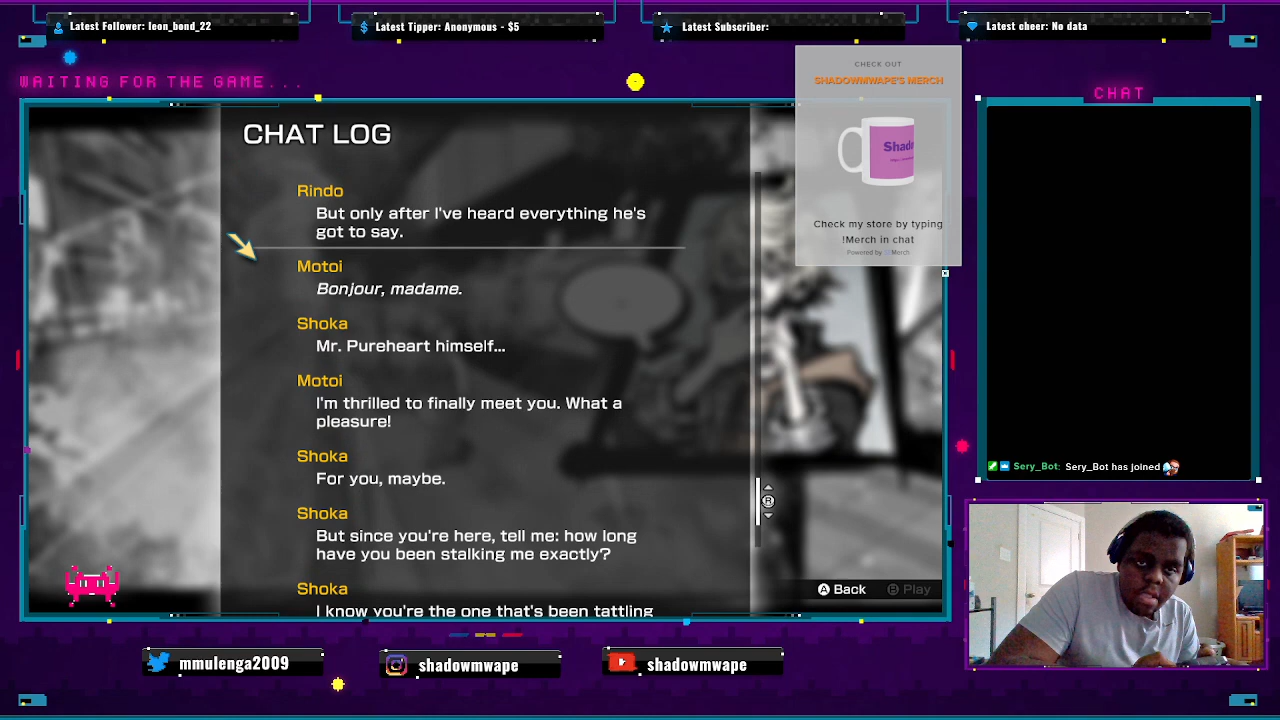 Latest Follower: leon_bond_22
Latest Tipper: Anonymous - $5
Latest Subscriber:
Latest cheer: No data
WAITING FOR THE GAME...
CHECK OUT
SHADOWMWAPE'S MERCH
Shado
Check my store by typing
!Merch in chat
Powered by
Merch
CHAT
CHAT LOG
Rindo
But only after I've heard everything he's
got to say.
Motoi
Bonjour, madame.
Shoka
Mr. Pureheart himself...
Motoi
I'm thrilled to finally meet you. What a
pleasure!
Shoka
For you, maybe.
Shoka
But since you're here, tell me: how long
have you been stalking me exactly?
Shoka
I know you're the one that's been tattling
R
A Back
B Play
Sery_Bot: Sery_Bot has joined
mmulenga2009
shadowmwape
shadowmwape